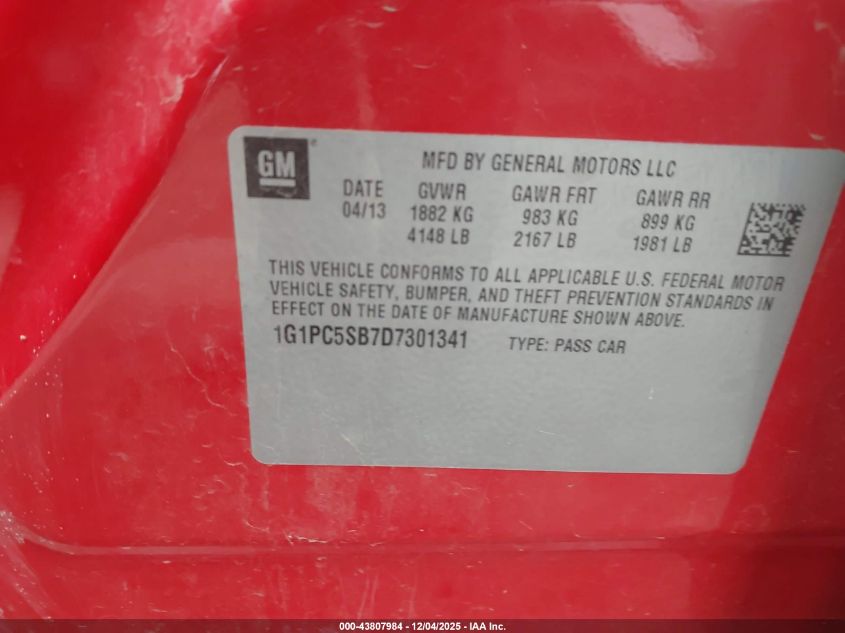 GM
MFD BY GENERAL MOTORS LLC
DATE GVWR GAWR FRT GAWR RR
04/13 1882 KG 983 KG 899 KG
4148 LB 2167 LB 1981 LB
THIS VEHICLE CONFORMS TO ALL APPLICABLE U.S. FEDERAL MOTOR
VEHICLE SAFETY, BUMPER, AND THEFT PREVENTION STANDARDS IN
EFFECT ON THE DATE OF MANUFACTURE SHOWN ABOVE.
1G1PC5SB7D7301341 TYPE: PASS CAR
000-43807984 - 12/04/2025 - IAA Inc.